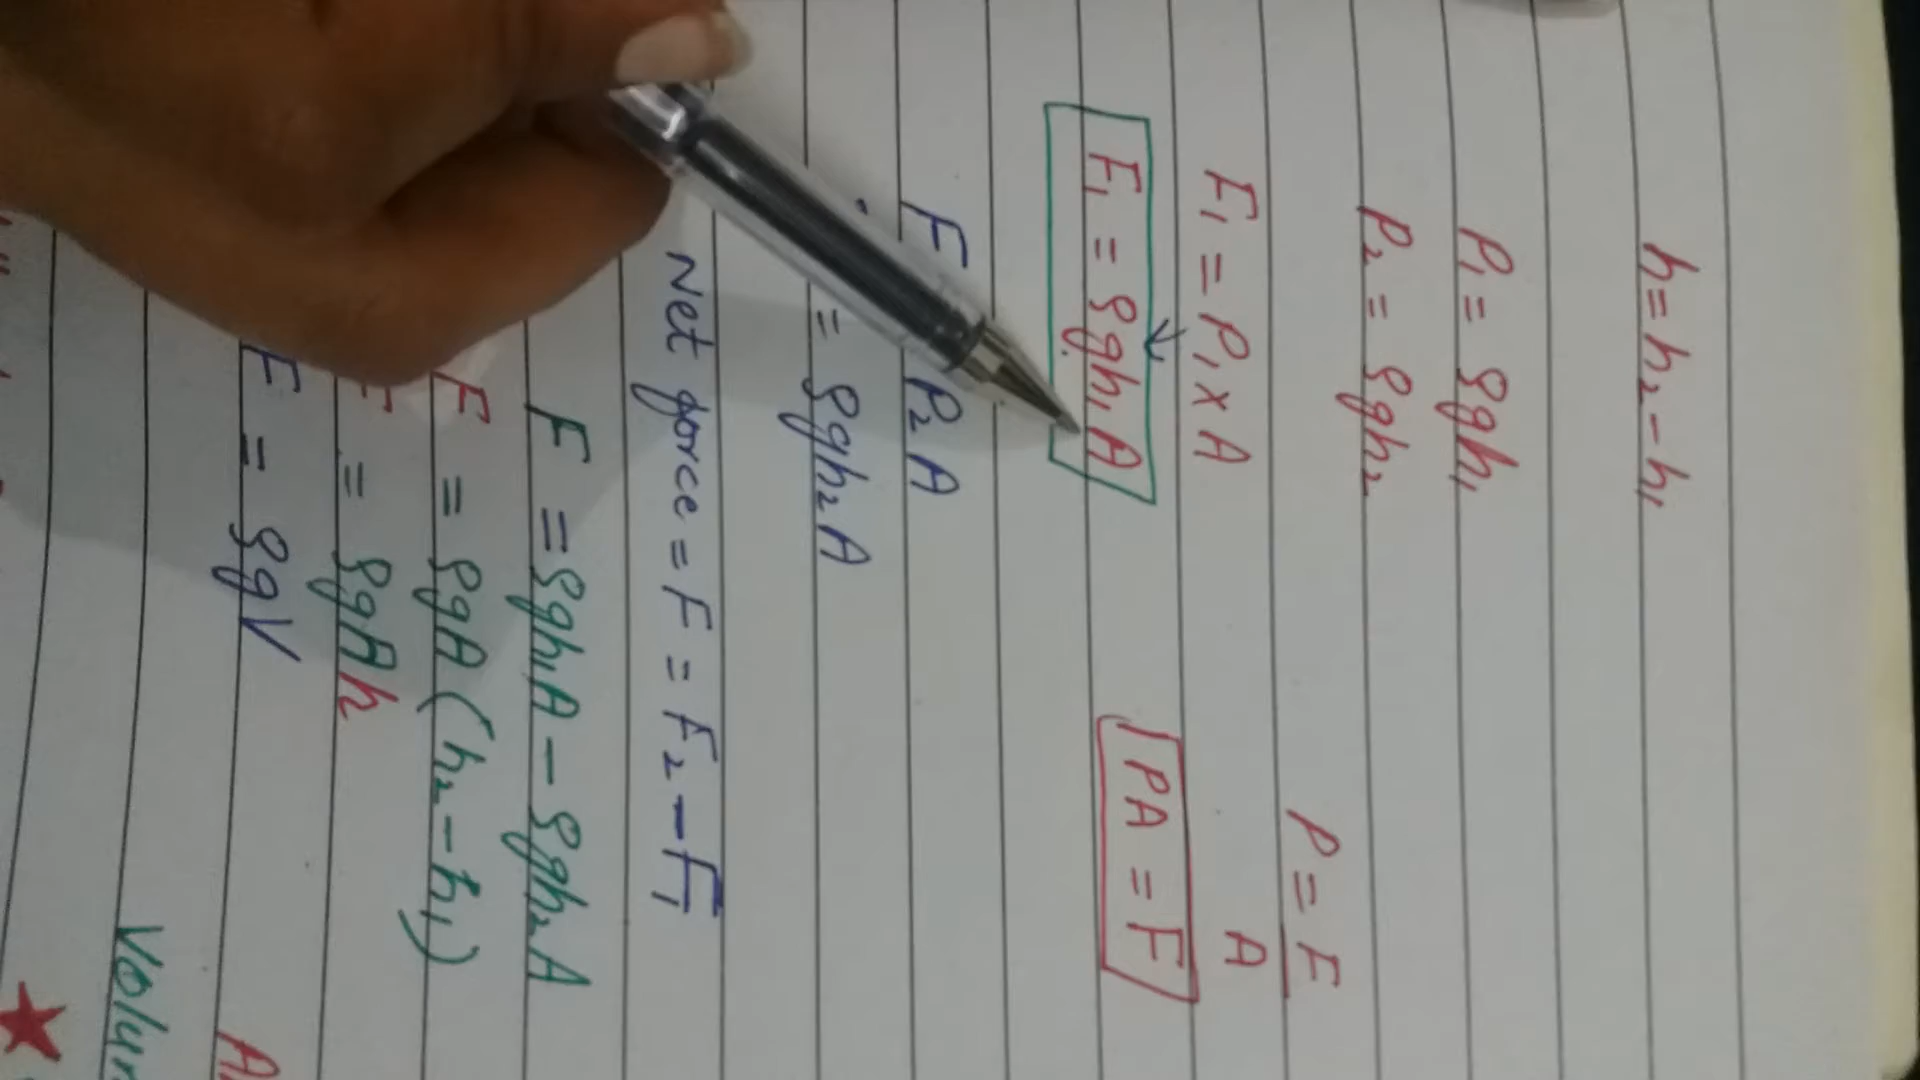 h = h₂ - h₁
P₁ = ρgh₁
P₂ = ρgh₂
P = F/A
F₁ = P₁ × A
F₁ = ρgh₁A
PA = F
F P₂A
= ρgh₂A
Net force = F = F₂ - F₁
F = ρgh₁A - ρgh₂A
F = ρgA (h₂ - h₁)
F = ρgAh
F = ρgV